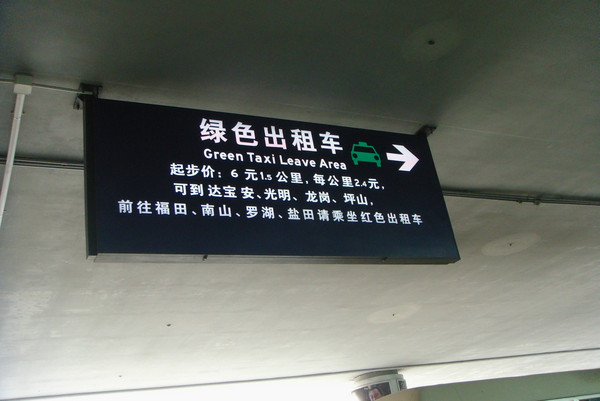 绿色出租车
Green Taxi Leave Area
起步价：6 元1.5公里，每公里2.4元，
可到达宝安、光明、龙岗、坪山，
前往福田、南山、罗湖、盐田请乘坐红色出租车